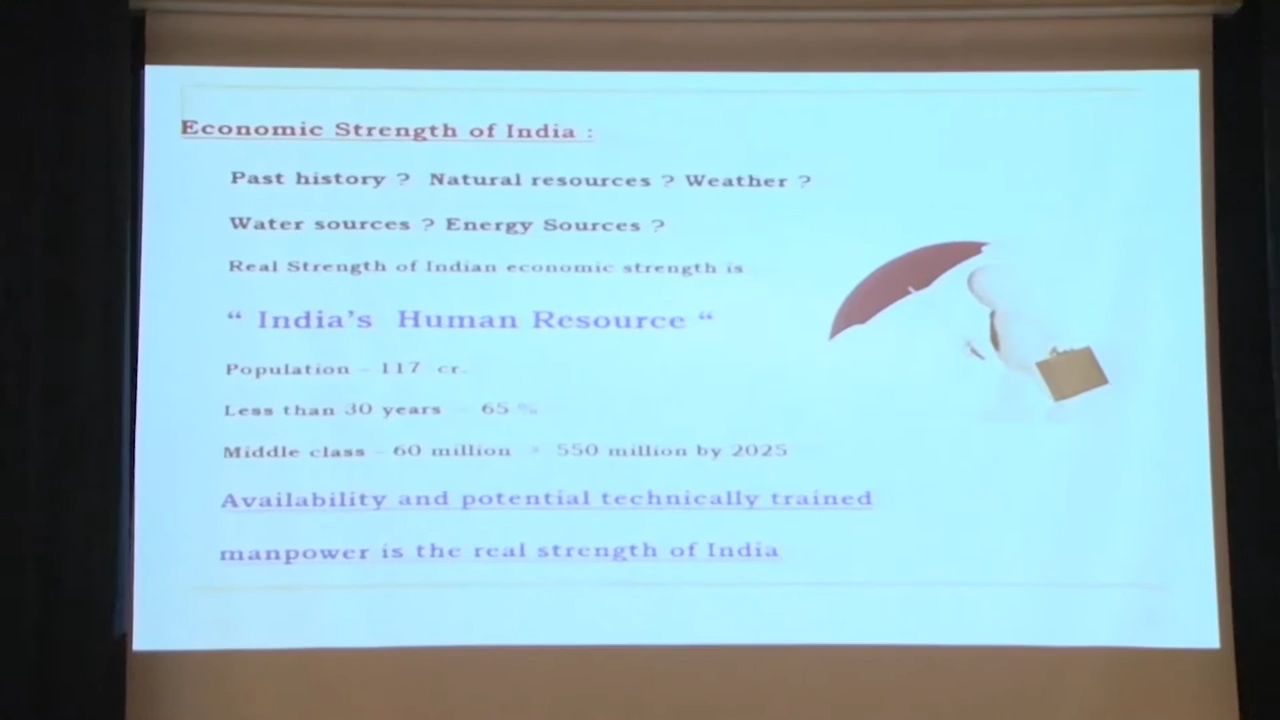 Economic Strength of India :
Past history ? Natural resources ? Weather ?
Water sources ? Energy Sources ?
Real Strength of Indian economic strength is
“ India’s Human Resource “
Population – 117 cr.
Less than 30 years - 65 %
Middle class – 60 million > 550 million by 2025
Availability and potential technically trained
manpower is the real strength of India